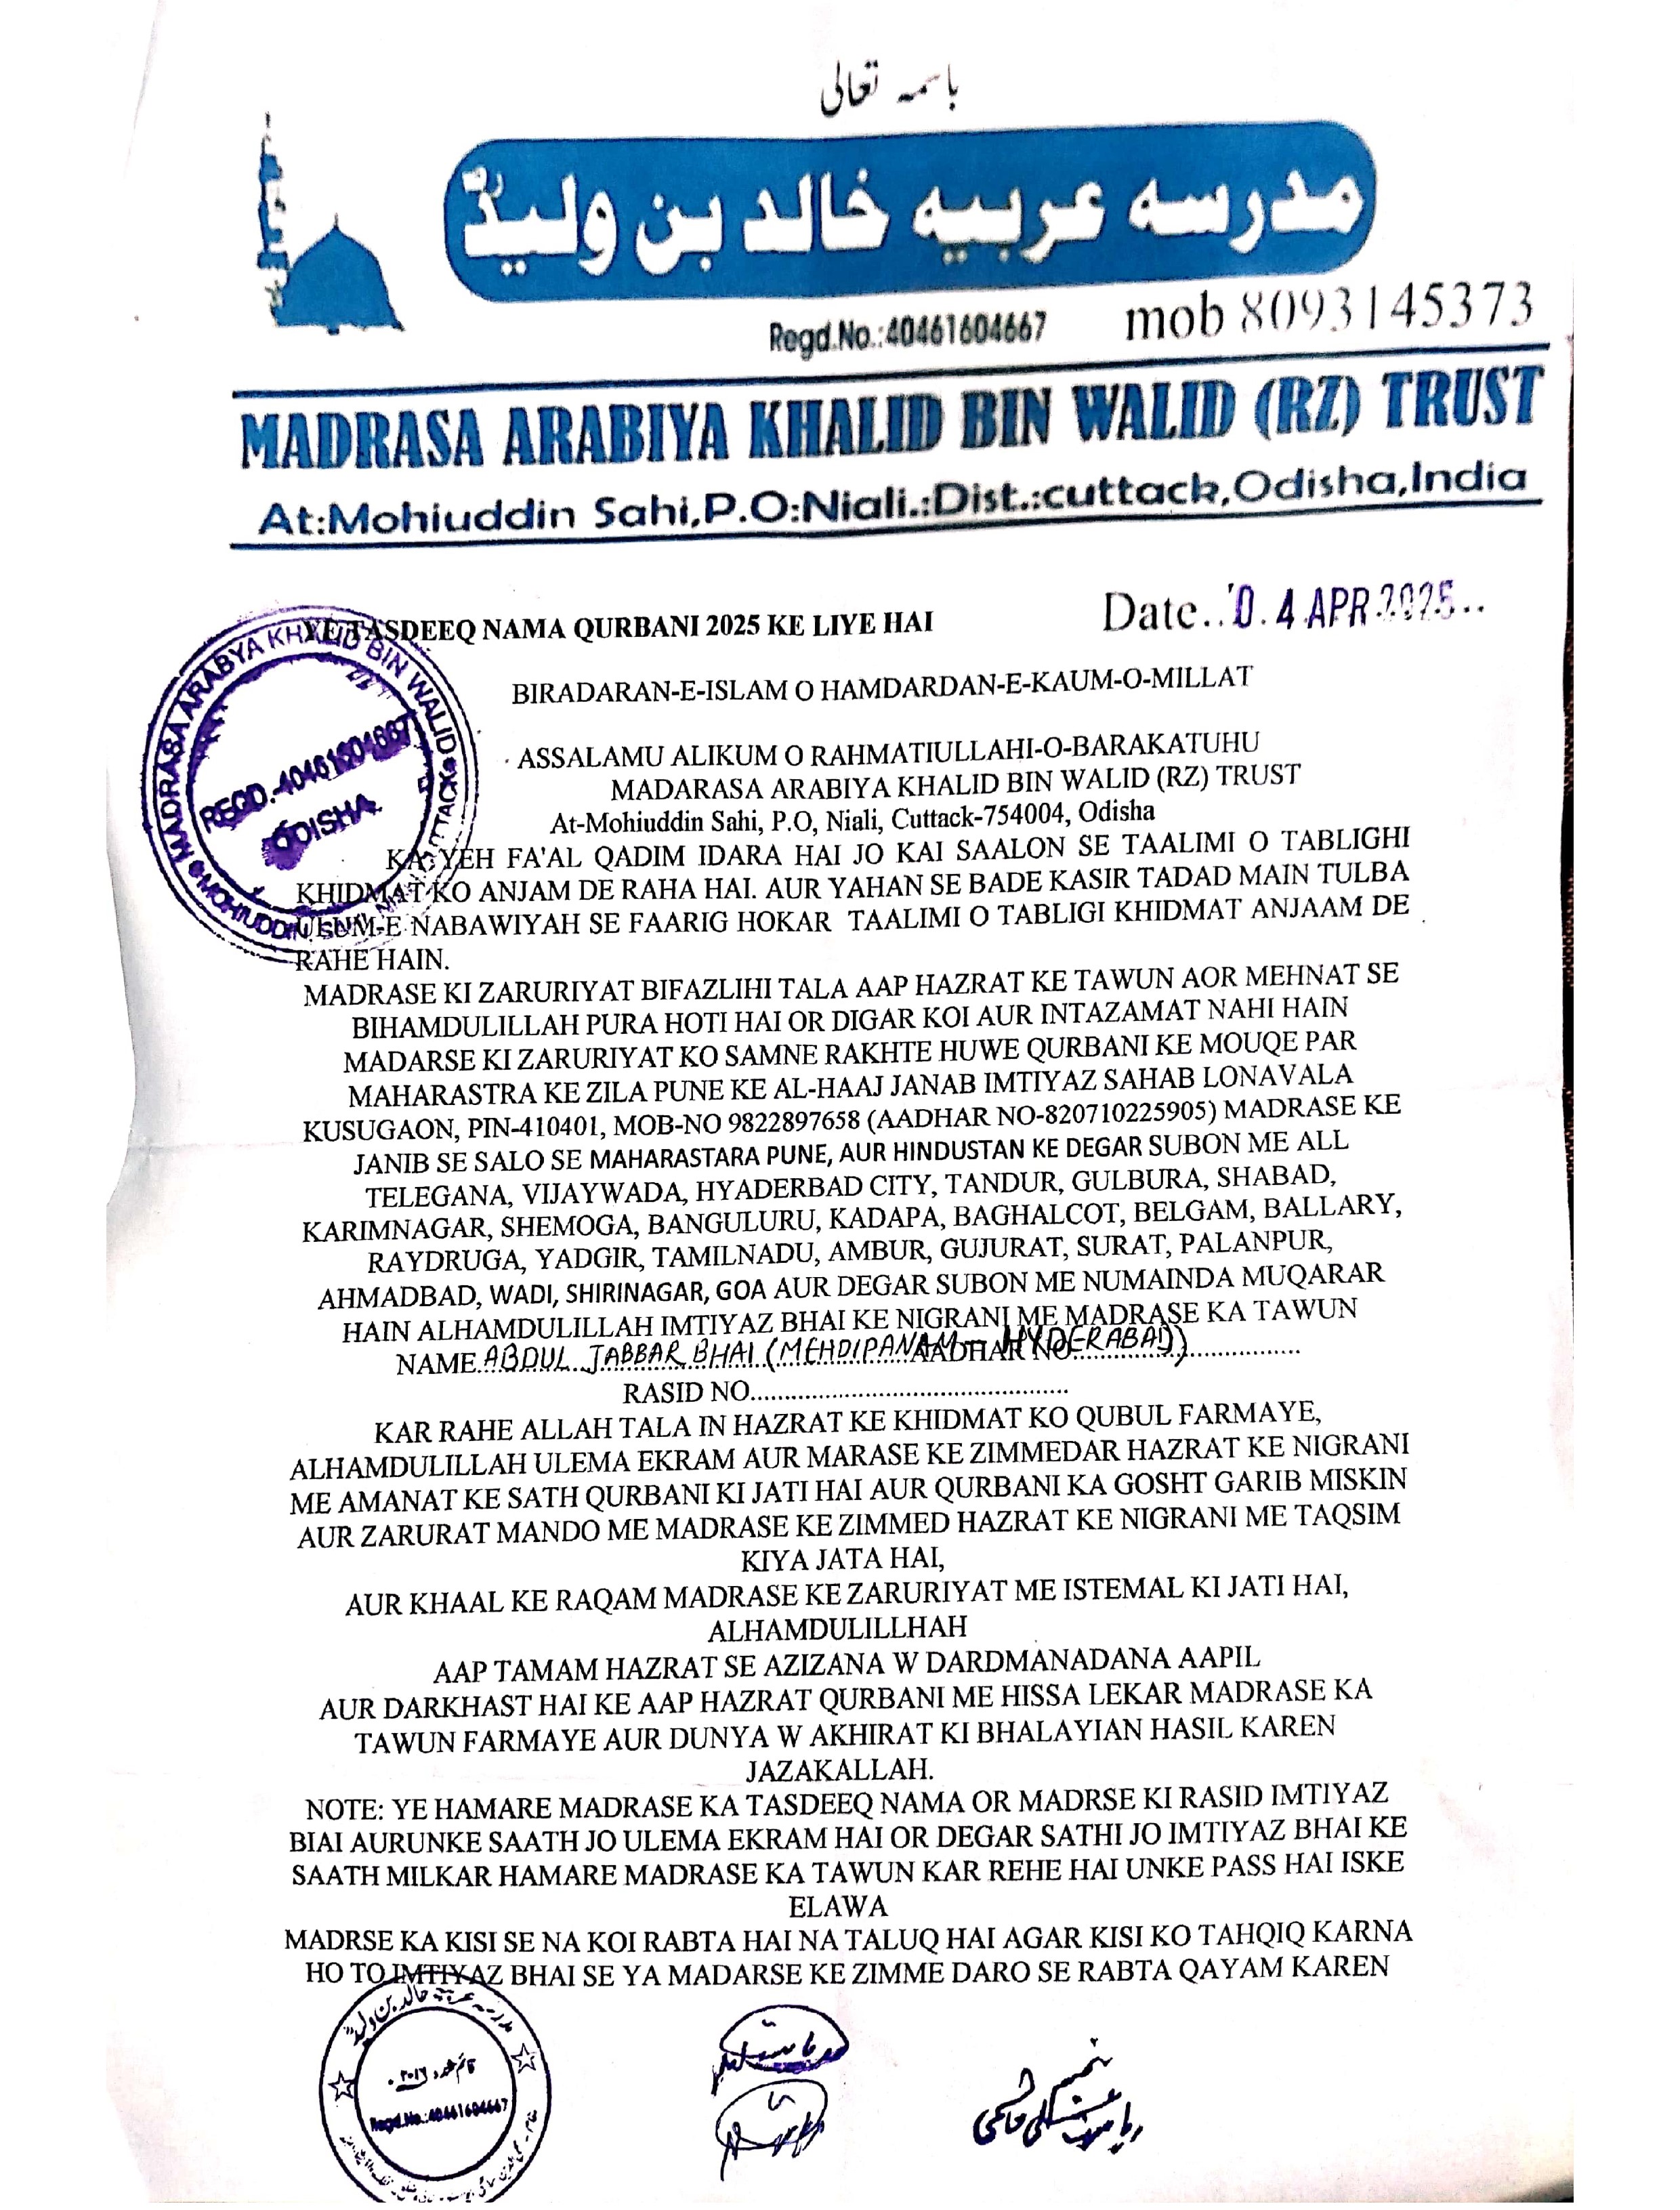 باسمہ تعالی
مدرسہ عربیہ خالد بن ولیدؓ
Regd.No.:40461604667 mob 8093145373
MADRASA ARABIYA KHALID BIN WALID (RZ) TRUST
At:Mohiuddin Sahi,P.O:Niali.:Dist.:cuttack,Odisha,India
Date..04 APR 2025..
YE TASDEEQ NAMA QURBANI 2025 KE LIYE HAI
MADRASA ARABYA KHALID BIN WALID
REGD.-40461604667
ODISHA
BIRADARAN-E-ISLAM O HAMDARDAN-E-KAUM-O-MILLAT
ASSALAMU ALIKUM O RAHMATIULLAHI-O-BARAKATUHU
MADARASA ARABIYA KHALID BIN WALID (RZ) TRUST
At-Mohiuddin Sahi, P.O, Niali, Cuttack-754004, Odisha
KA YEH FA'AL QADIM IDARA HAI JO KAI SAALON SE TAALIMI O TABLIGHI
KHIDMAT KO ANJAM DE RAHA HAI. AUR YAHAN SE BADE KASIR TADAD MAIN TULBA
ULUM-E NABAWIYAH SE FAARIG HOKAR TAALIMI O TABLIGI KHIDMAT ANJAAM DE
RAHE HAIN.
MADRASE KI ZARURIYAT BIFAZLIHI TALA AAP HAZRAT KE TAWUN AOR MEHNAT SE
BIHAMDULILLAH PURA HOTI HAI OR DIGAR KOI AUR INTAZAMAT NAHI HAIN
MADARSE KI ZARURIYAT KO SAMNE RAKHTE HUWE QURBANI KE MOUQE PAR
MAHARASTRA KE ZILA PUNE KE AL-HAAJ JANAB IMTIYAZ SAHAB LONAVALA
KUSUGAON, PIN-410401, MOB-NO 9822897658 (AADHAR NO-820710225905) MADRASE KE
JANIB SE SALO SE MAHARASTARA PUNE, AUR HINDUSTAN KE DEGAR SUBON ME ALL
TELEGANA, VIJAYWADA, HYADERBAD CITY, TANDUR, GULBURA, SHABAD,
KARIMNAGAR, SHEMOGA, BANGULURU, KADAPA, BAGHALCOT, BELGAM, BALLARY,
RAYDRUGA, YADGIR, TAMILNADU, AMBUR, GUJURAT, SURAT, PALANPUR,
AHMADBAD, WADI, SHIRINAGAR, GOA AUR DEGAR SUBON ME NUMAINDA MUQARAR
HAIN ALHAMDULILLAH IMTIYAZ BHAI KE NIGRANI ME MADRASE KA TAWUN
NAME. ABDUL JABBAR BHAI (MEHDIPANAM - HYDERABAD) AADHAR NO
RASID NO.
KAR RAHE ALLAH TALA IN HAZRAT KE KHIDMAT KO QUBUL FARMAYE,
ALHAMDULILLAH ULEMA EKRAM AUR MARASE KE ZIMMEDAR HAZRAT KE NIGRANI
ME AMANAT KE SATH QURBANI KI JATI HAI AUR QURBANI KA GOSHT GARIB MISKIN
AUR ZARURAT MANDO ME MADRASE KE ZIMMED HAZRAT KE NIGRANI ME TAQSIM
KIYA JATA HAI,
AUR KHAAL KE RAQAM MADRASE KE ZARURIYAT ME ISTEMAL KI JATI HAI,
ALHAMDULILLHAH
AAP TAMAM HAZRAT SE AZIZANA W DARDMANADANA AAPIL
AUR DARKHAST HAI KE AAP HAZRAT QURBANI ME HISSA LEKAR MADRASE KA
TAWUN FARMAYE AUR DUNYA W AKHIRAT KI BHALAYIAN HASIL KAREN
JAZAKALLAH.
NOTE: YE HAMARE MADRASE KA TASDEEQ NAMA OR MADRSE KI RASID IMTIYAZ
BIAI AURUNKE SAATH JO ULEMA EKRAM HAI OR DEGAR SATHI JO IMTIYAZ BHAI KE
SAATH MILKAR HAMARE MADRASE KA TAWUN KAR REHE HAI UNKE PASS HAI ISKE
ELAWA
MADRSE KA KISI SE NA KOI RABTA HAI NA TALUQ HAI AGAR KISI KO TAHQIQ KARNA
HO TO IMTIYAZ BHAI SE YA MADARSE KE ZIMME DARO SE RABTA QAYAM KAREN
مدرسہ عربیہ خالد بن ولیدؓ
Regd.No.:40461604667